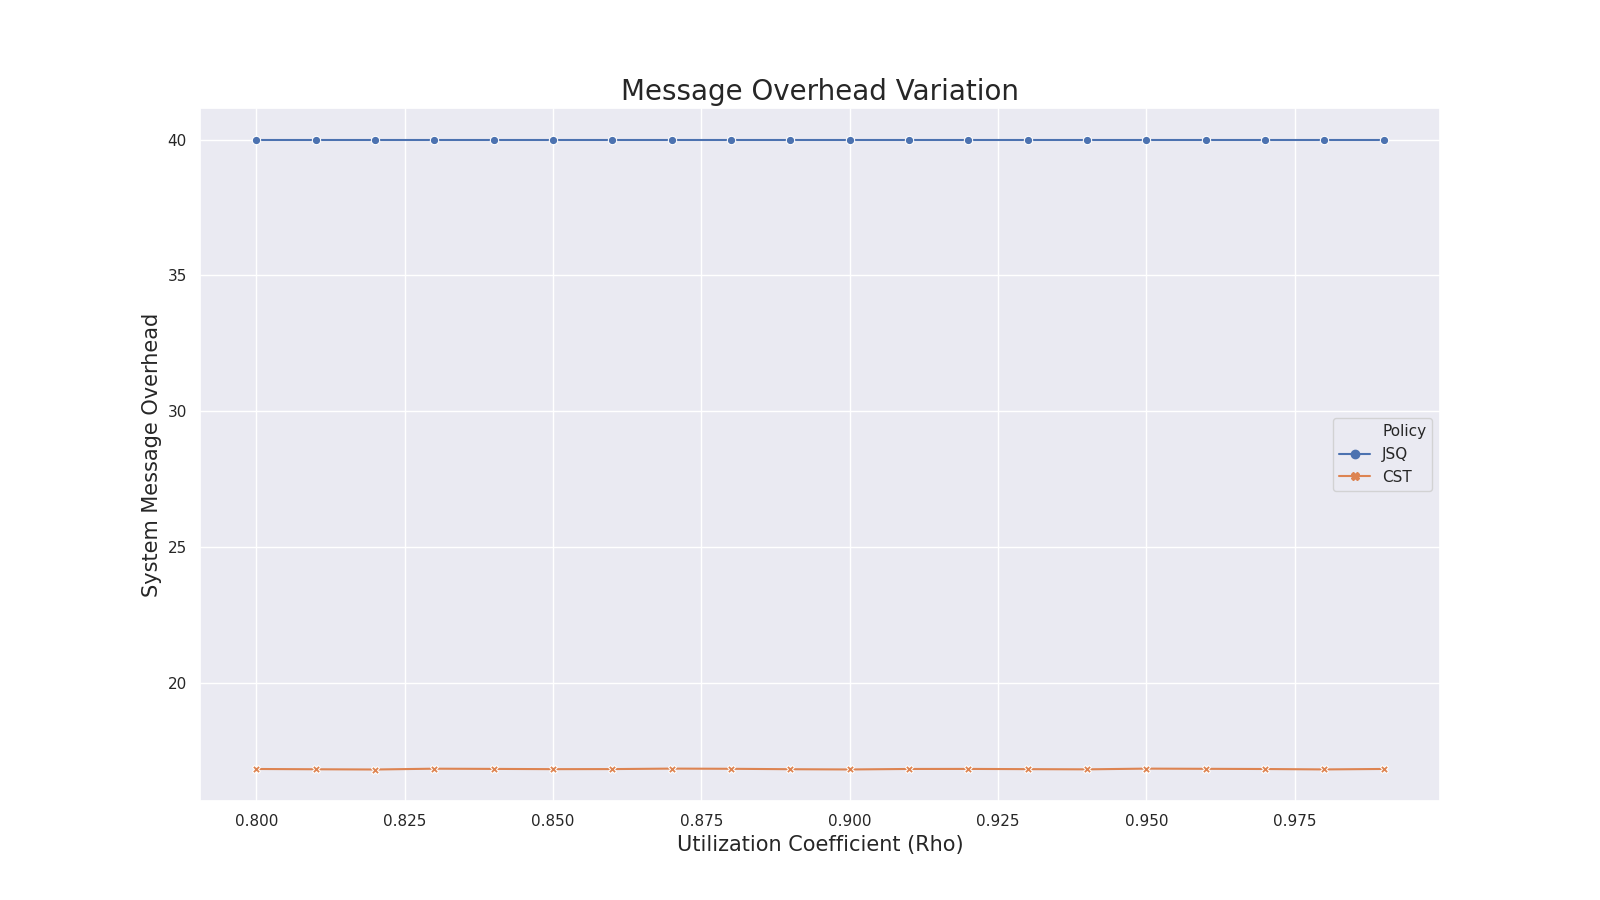 Message Overhead Variation
40
35
30
25
20
System Message Overhead
Policy
JSQ
CST
0.800 0.825 0.850 0.875 0.900 0.925 0.950 0.975
Utilization Coefficient (Rho)